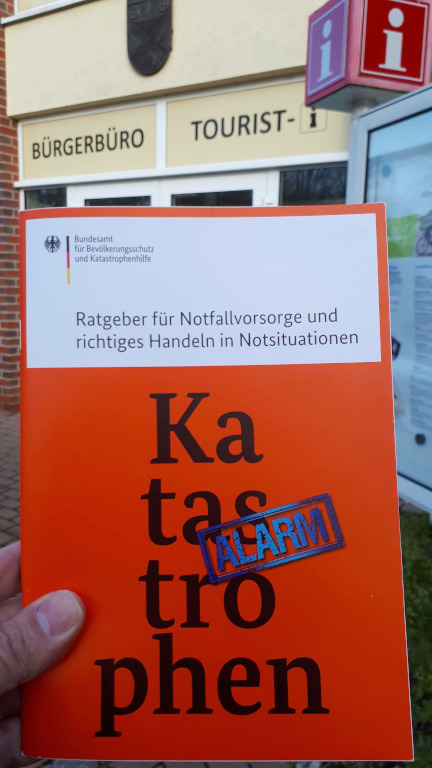 BÜRGERBÜRO
TOURIST-i
i
i
Bundesamt
für Bevölkerungsschutz
und Katastrophenhilfe
Ratgeber für Notfallvorsorge und
richtiges Handeln in Notsituationen
Ka
tas
ALARM
tro
phen